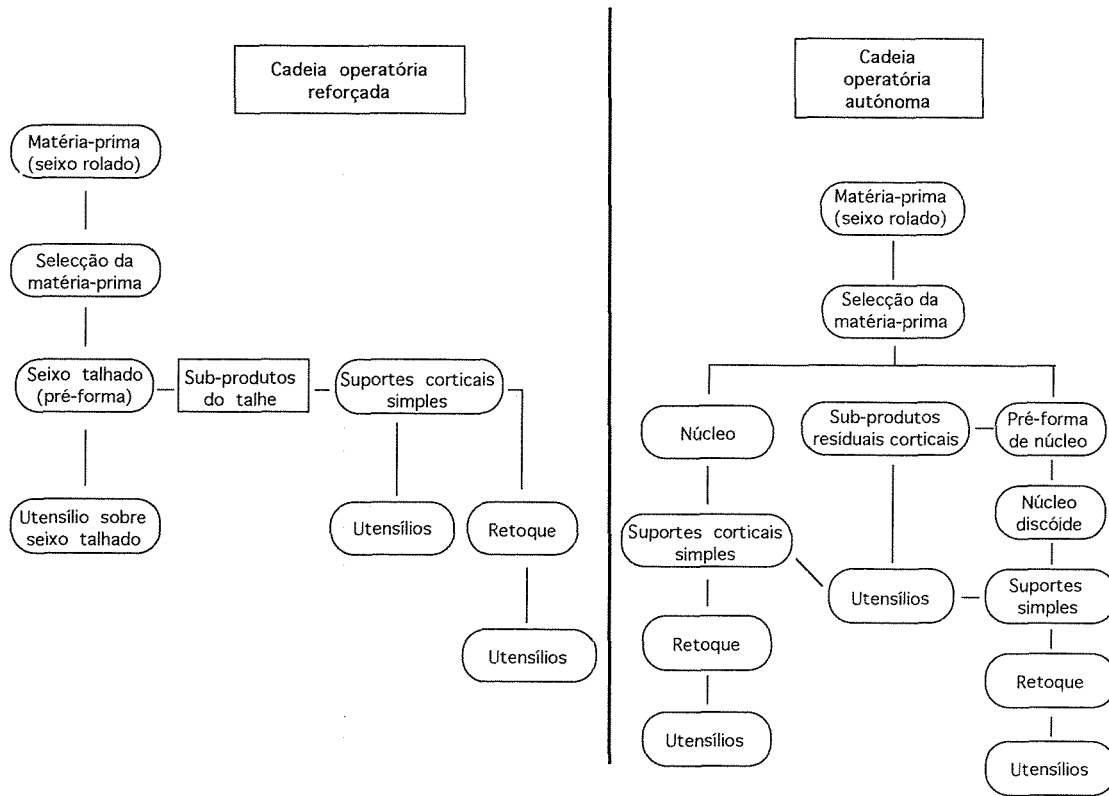 Cadeia operatória
reforçada
Matéria-prima
(seixo rolado)
Selecção da
matéria-prima
Seixo talhado
(pré-forma)
Sub-produtos
do talhe
Suportes corticais
simples
Utensílio sobre
seixo talhado
Utensílios
Retoque
Utensílios
Cadeia
operatória
autónoma
Matéria-prima
(seixo rolado)
Selecção da
matéria-prima
Núcleo
Sub-produtos
residuais corticais
Pré-forma
de núcleo
Núcleo
discóide
Suportes corticais
simples
Utensílios
Suportes
simples
Retoque
Retoque
Utensílios
Utensílios